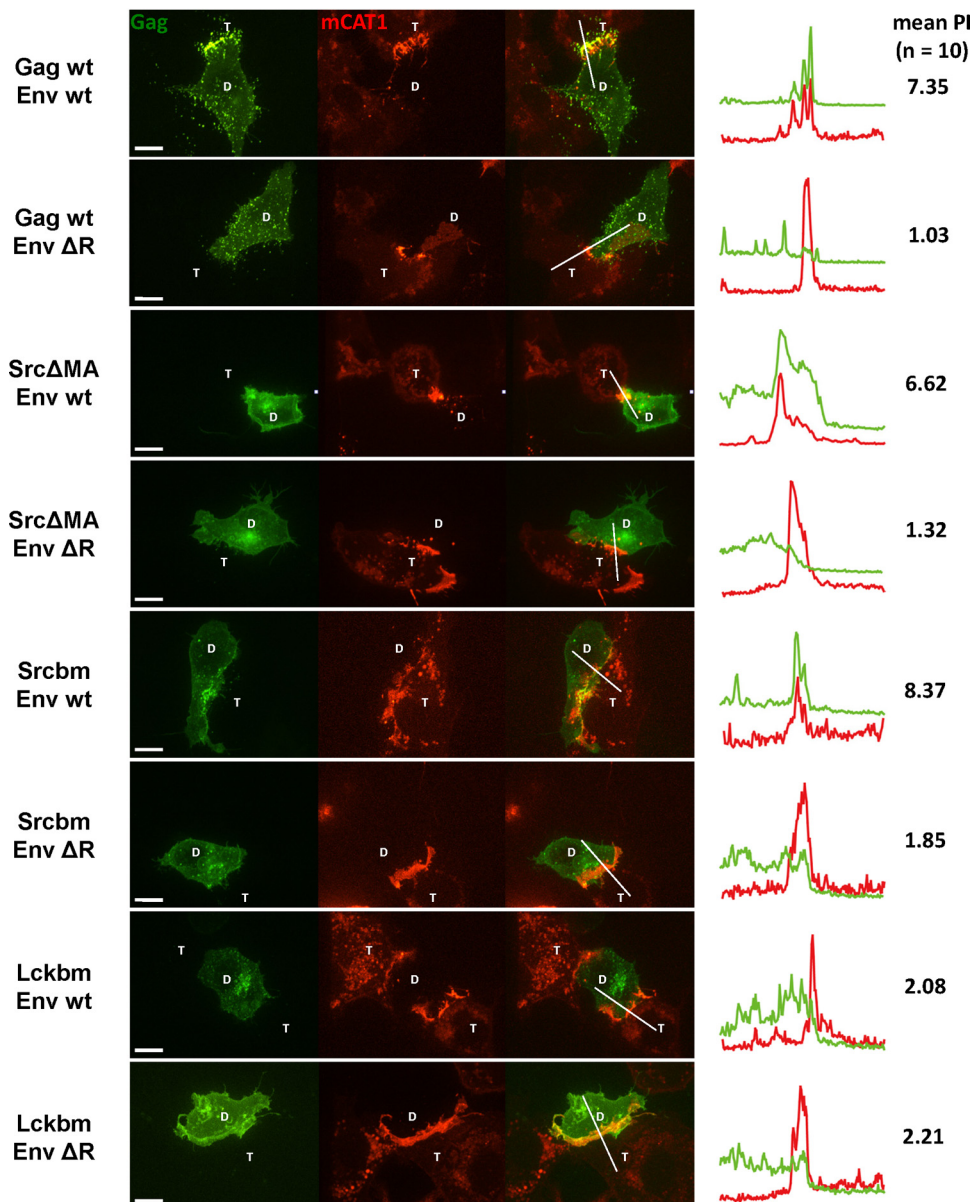 Gag mCAT1 mean PI
(n = 10)
Gag wt
Env wt
T T
D D D
7.35
Gag wt
Env ΔR
D D D
T T T
1.03
SrcΔMA
Env wt
T T T
D D D
6.62
SrcΔMA
Env ΔR
D D D
T T T
1.32
Srcbm
Env wt
D D D
T T T
8.37
Srcbm
Env ΔR
D D D
T T T
1.85
Lckbm
Env wt
T T T
D D D
T T T
2.08
Lckbm
Env ΔR
D D D
T T T
2.21